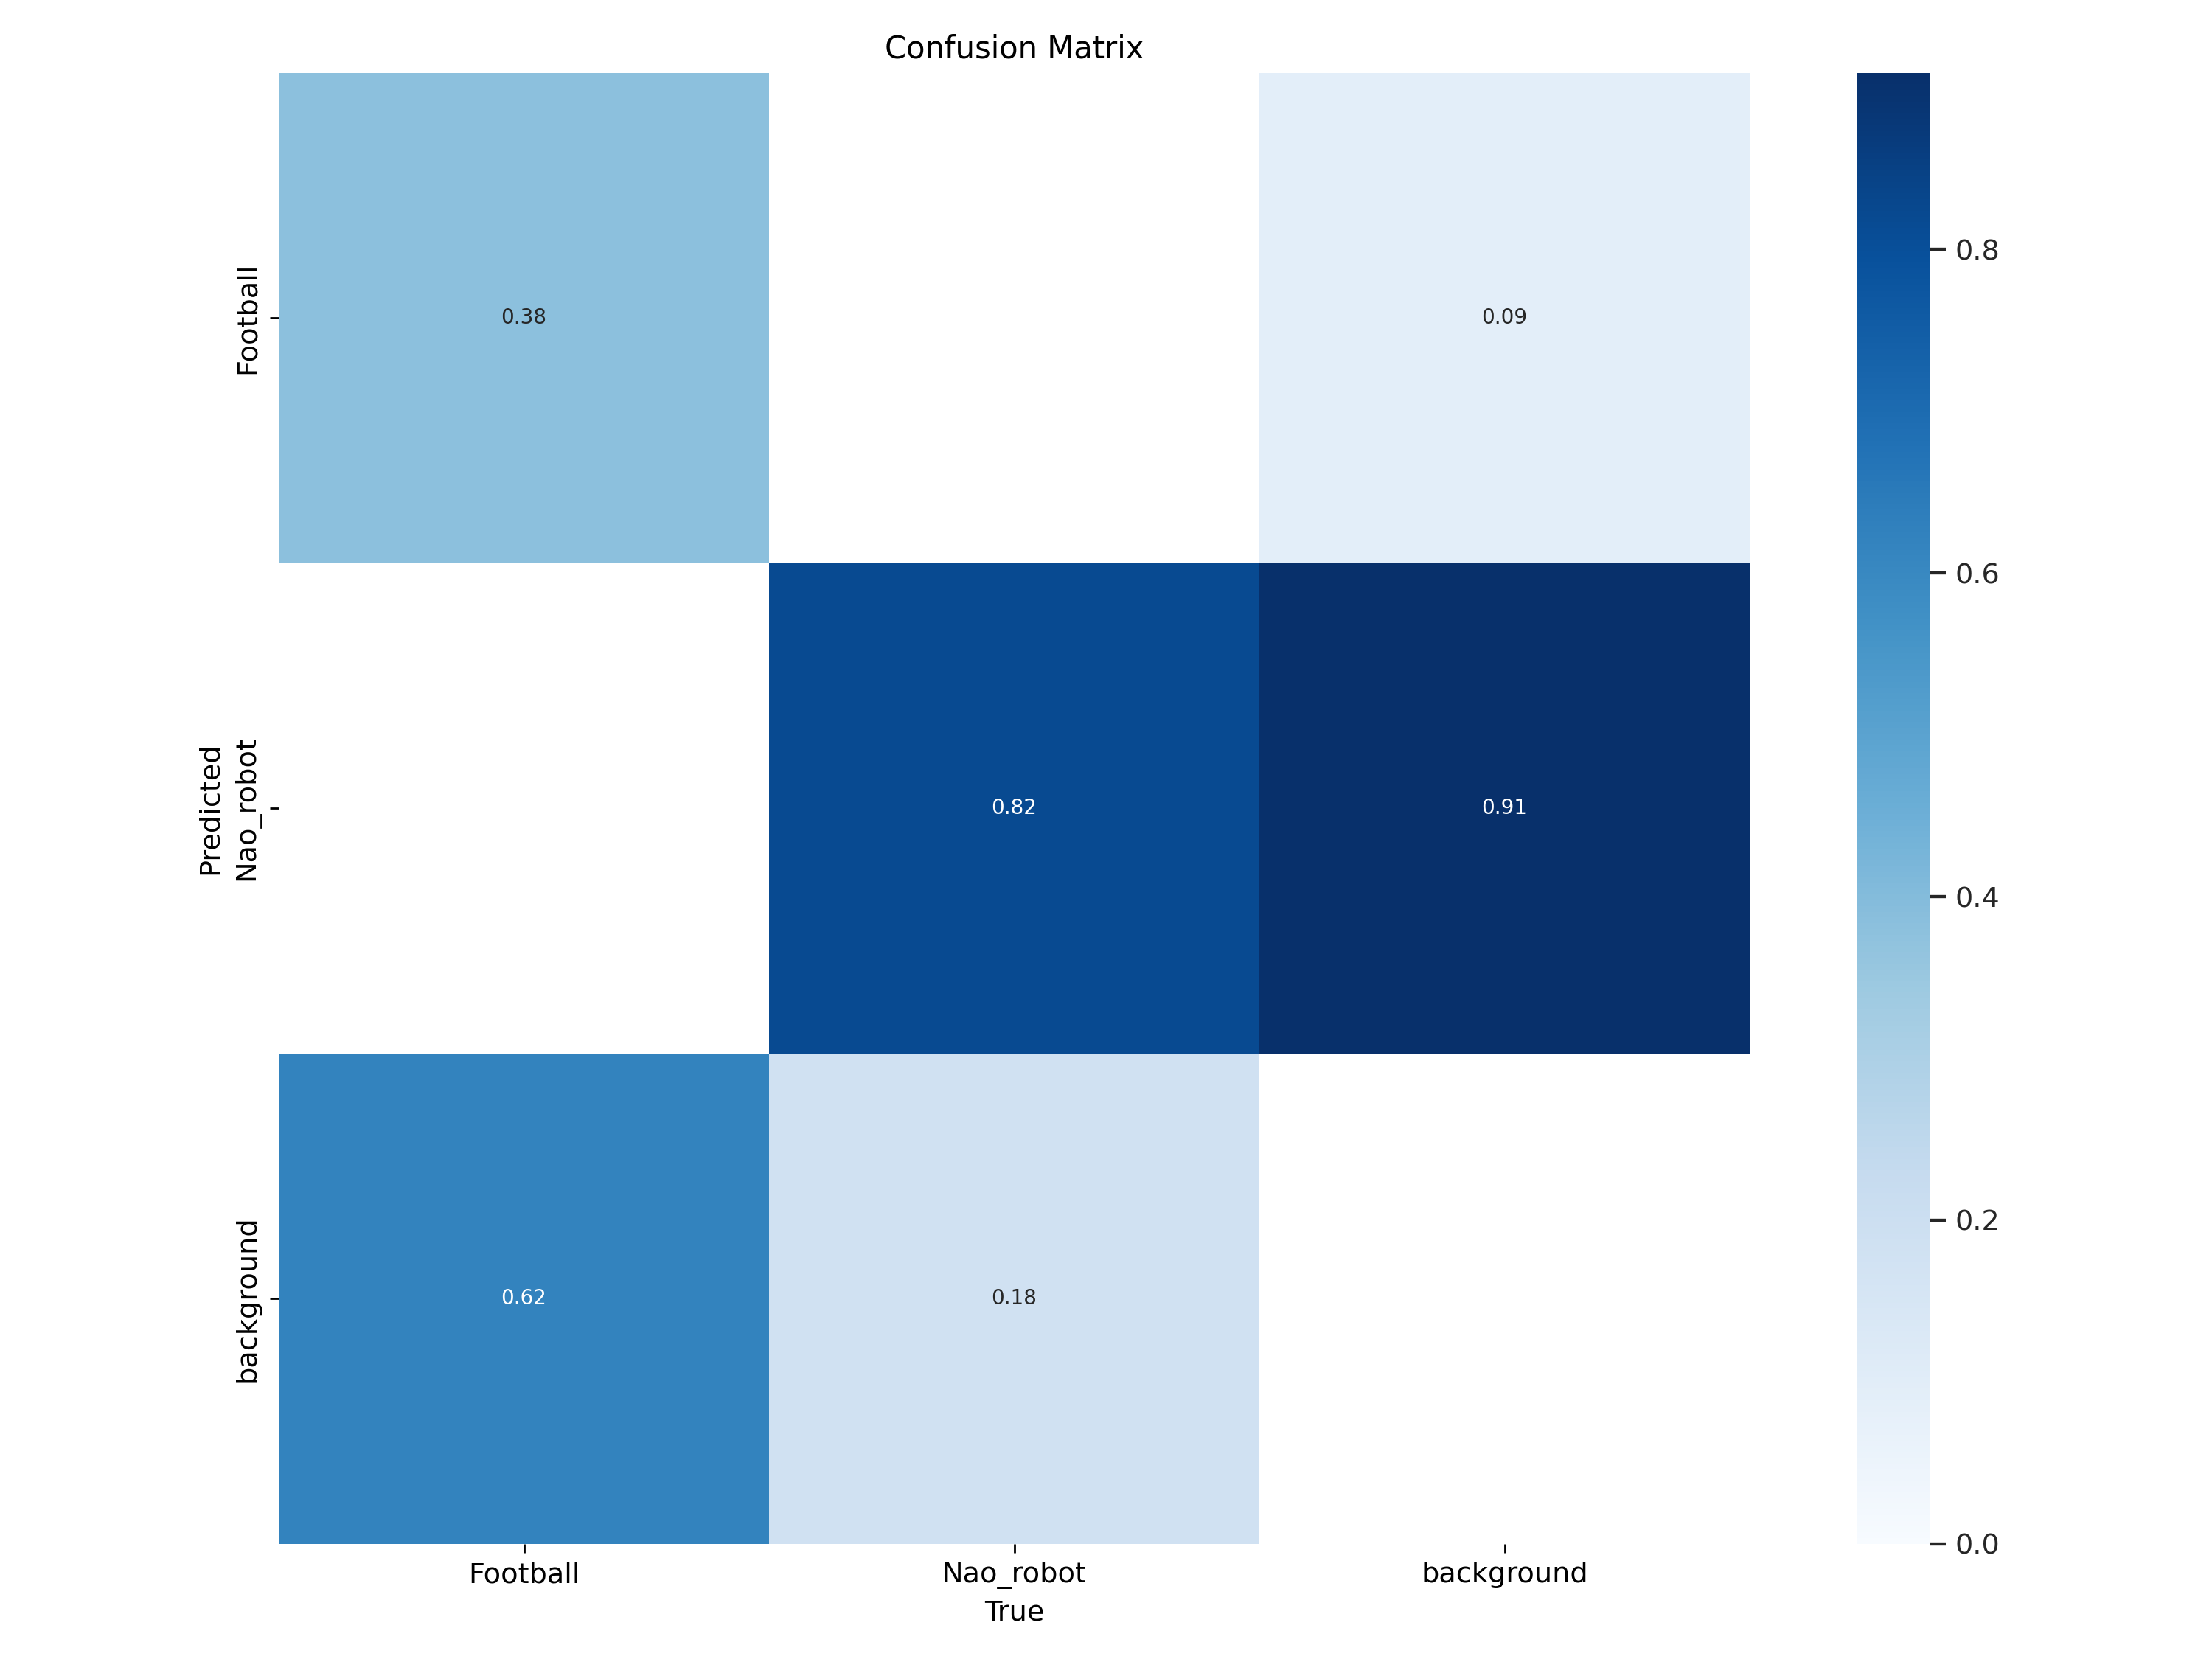 Confusion Matrix
Football
0.38
0.09
0.8
0.6
Predicted
Nao_robot
0.82
0.91
0.4
background
0.62
0.18
0.2
0.0
Football
Nao_robot
background
True